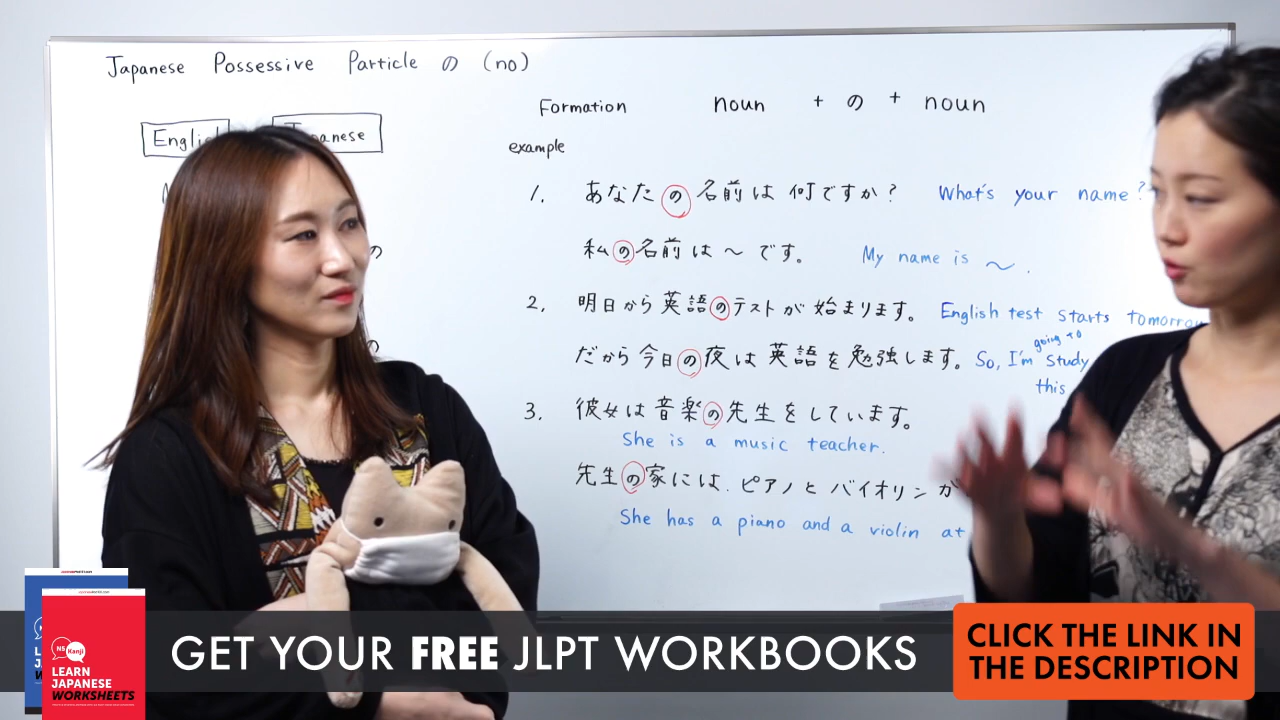 Japanese Possessive Particle の (no)
Formation noun + の + noun
example
1. あなたの名前は何ですか? What's your name?
私の名前は〜です。 My name is 〜.
2. 明日から英語のテストが始まります。 English test starts
going to
だから今日の夜は英語を勉強します。 So, I'm study
this
3. 彼女は音楽の先生をしています。
She is a music teacher.
先生の家には、ピアノとバイオリンが
She has a piano and a violin at
NS Kanji
LEARN
JAPANESE
WORKSHEETS
GET YOUR FREE JLPT WORKBOOKS
CLICK THE LINK IN
THE DESCRIPTION